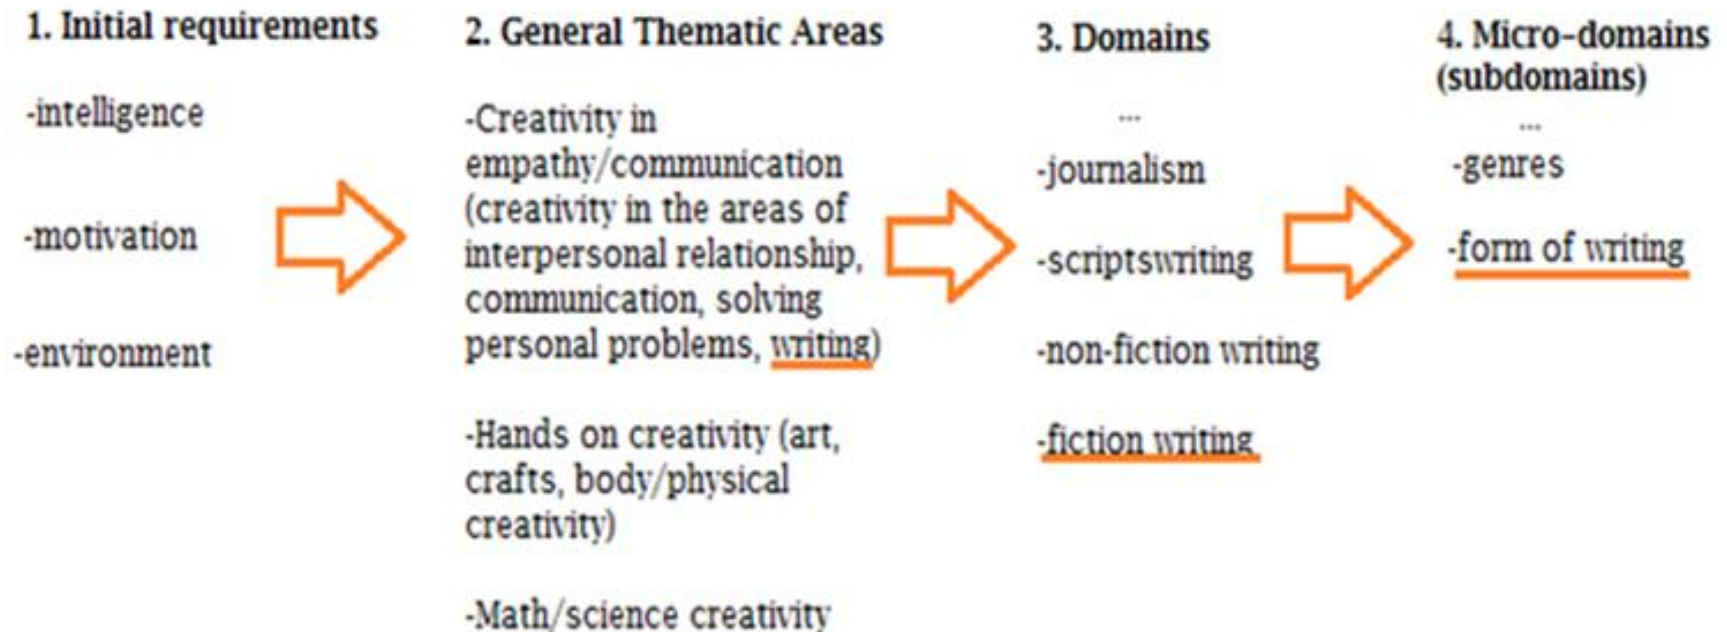 1. Initial requirements
-intelligence
-motivation
-environment
2. General Thematic Areas
-Creativity in
empathy/communication
(creativity in the areas of
interpersonal relationship,
communication, solving
personal problems, writing)
-Hands on creativity (art,
crafts, body/physical
creativity)
-Math/science creativity
3. Domains
...
-journalism
-scriptswriting
-non-fiction writing
-fiction writing
4. Micro-domains
(subdomains)
...
-genres
-form of writing